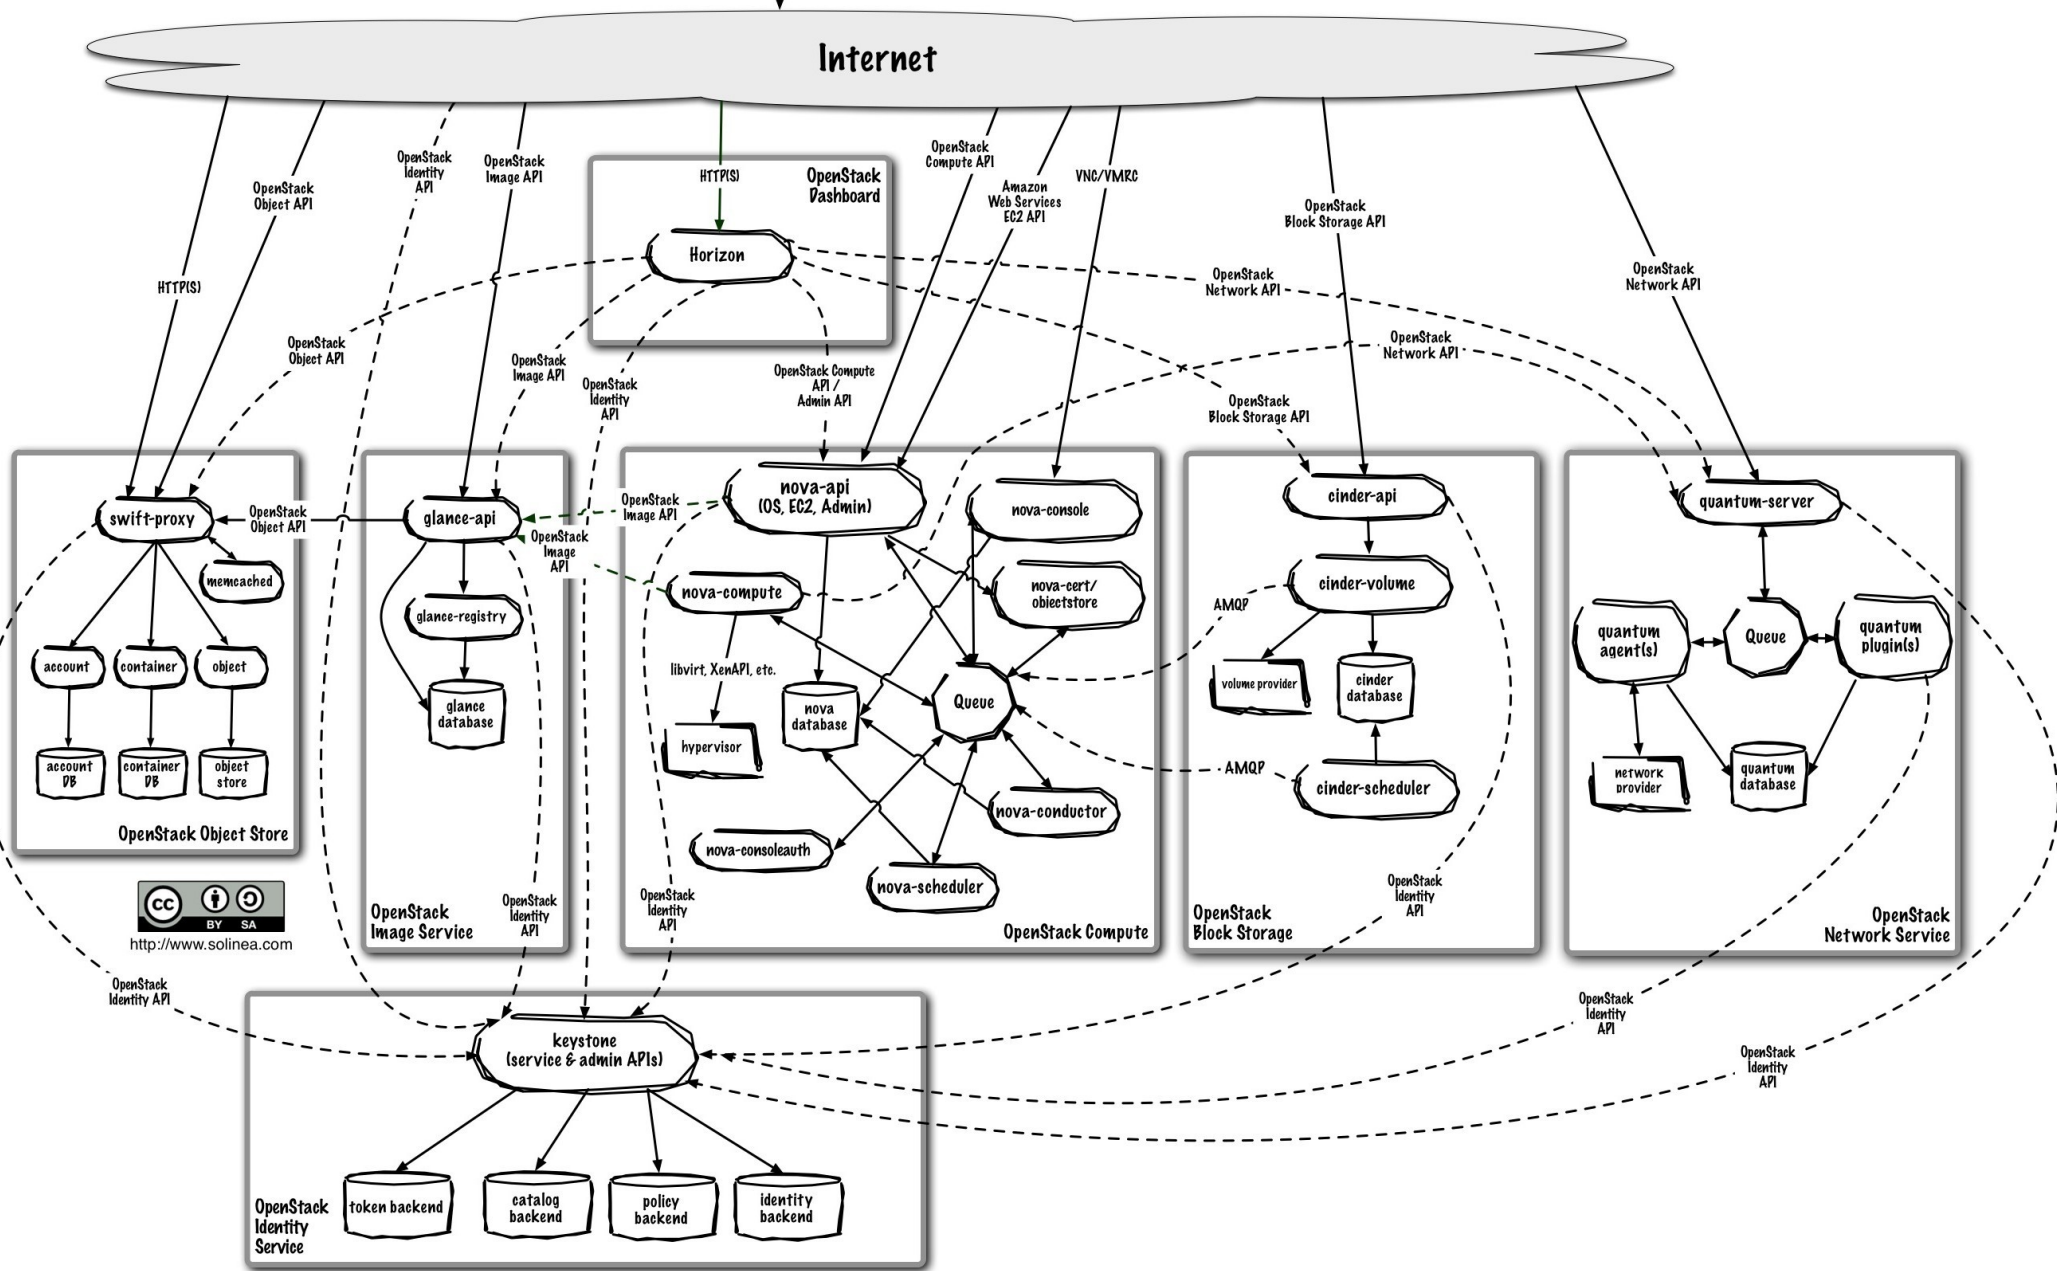 Internet
OpenStack
Identity
API
OpenStack
Image API
OpenStack
Object API
HTTP(S)
HTTP(S)
OpenStack
Dashboard
Horizon
OpenStack
Compute API
Amazon
Web Services
EC2 API
VNC/VMRC
OpenStack
Block Storage API
OpenStack
Network API
OpenStack
Network API
OpenStack
Network API
OpenStack
Object API
OpenStack
Image API
OpenStack
Identity
API
OpenStack Compute
API /
Admin API
OpenStack
Block Storage API
swift-proxy
OpenStack
Object API
memcached
account
container
object
account
DB
container
DB
object
store
OpenStack Object Store
glance-api
OpenStack
Image API
OpenStack
Image
API
glance-registry
glance
database
OpenStack
Identity
API
OpenStack
Image Service
nova-api
(OS, EC2, Admin)
nova-console
nova-compute
nova-cert/
objectstore
libvirt, XenAPI, etc.
hypervisor
nova
database
Queue
nova-conductor
nova-consoleauth
nova-scheduler
OpenStack
Identity
API
OpenStack Compute
cinder-api
cinder-volume
AMQP
volume provider
cinder
database
AMQP
cinder-scheduler
OpenStack
Identity
API
OpenStack
Block Storage
quantum-server
quantum
agent(s)
Queue
quantum
plugin(s)
network
provider
quantum
database
OpenStack
Network Service
cc
BY SA
http://www.solinea.com
OpenStack
Identity API
OpenStack
Identity
API
OpenStack
Identity
API
keystone
(service & admin APIs)
token backend
catalog
backend
policy
backend
identity
backend
OpenStack
Identity
Service